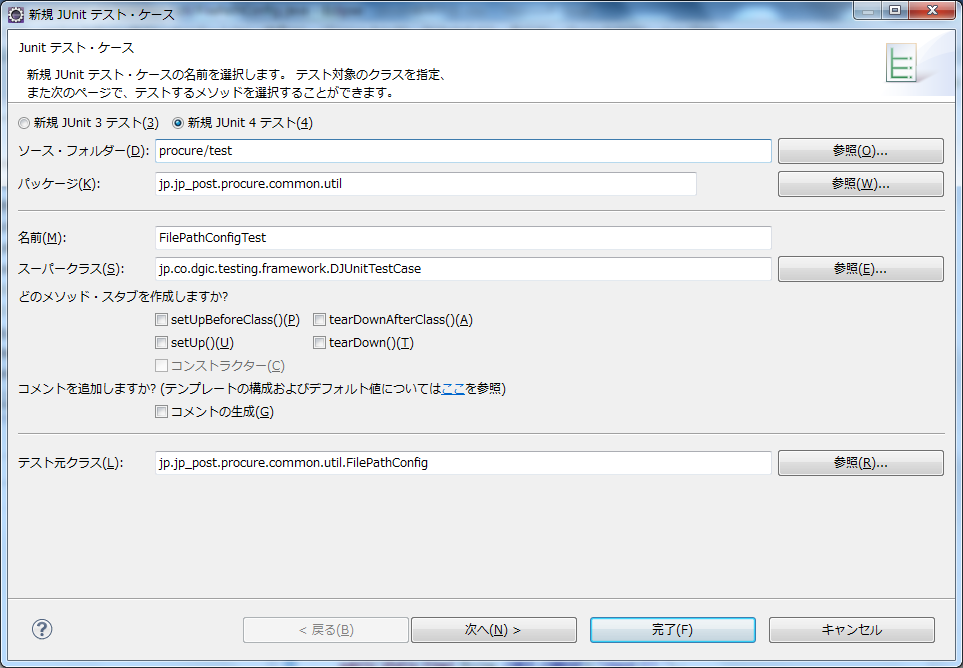 新規 JUnit テスト・ケース
Junit テスト・ケース
新規 JUnit テスト・ケースの名前を選択します。 テスト対象のクラスを指定、
また次のページで、テストするメソッドを選択することができます。
新規 JUnit 3 テスト(3) 新規 JUnit 4 テスト(4)
ソース・フォルダー(D): procure/test 参照(O)...
パッケージ(K): jp.jp_post.procure.common.util 参照(W)...
名前(M): FilePathConfigTest
スーパークラス(S): jp.co.dgic.testing.framework.DJUnitTestCase 参照(E)...
どのメソッド・スタブを作成しますか?
setUpBeforeClass()(P) tearDownAfterClass()(A)
setUp()(U) tearDown()(T)
コンストラクター(C)
コメントを追加しますか? (テンプレートの構成およびデフォルト値についてはここを参照)
コメントの生成(G)
テスト元クラス(L): jp.jp_post.procure.common.util.FilePathConfig 参照(R)...
< 戻る(B) 次へ(N) > 完了(F) キャンセル